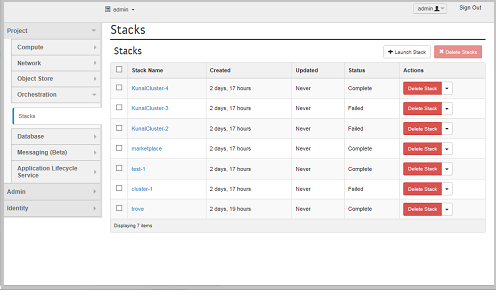 admin
admin
Sign Out
Project
Compute
Network
Object Store
Orchestration
Stacks
Database
Messaging (Beta)
Application Lifecycle
Service
Admin
Identity
Stacks
Stacks
Launch Stack
Delete Stacks
Stack Name Created Updated Status Actions
KunalCluster-4 2 days, 17 hours Never Complete Delete Stack
KunalCluster-3 2 days, 17 hours Never Failed Delete Stack
KunalCluster-2 2 days, 17 hours Never Failed Delete Stack
marketplace 2 days, 17 hours Never Complete Delete Stack
test-1 2 days, 17 hours Never Complete Delete Stack
cluster-1 2 days, 17 hours Never Failed Delete Stack
trove 2 days, 19 hours Never Complete Delete Stack
Displaying 7 items